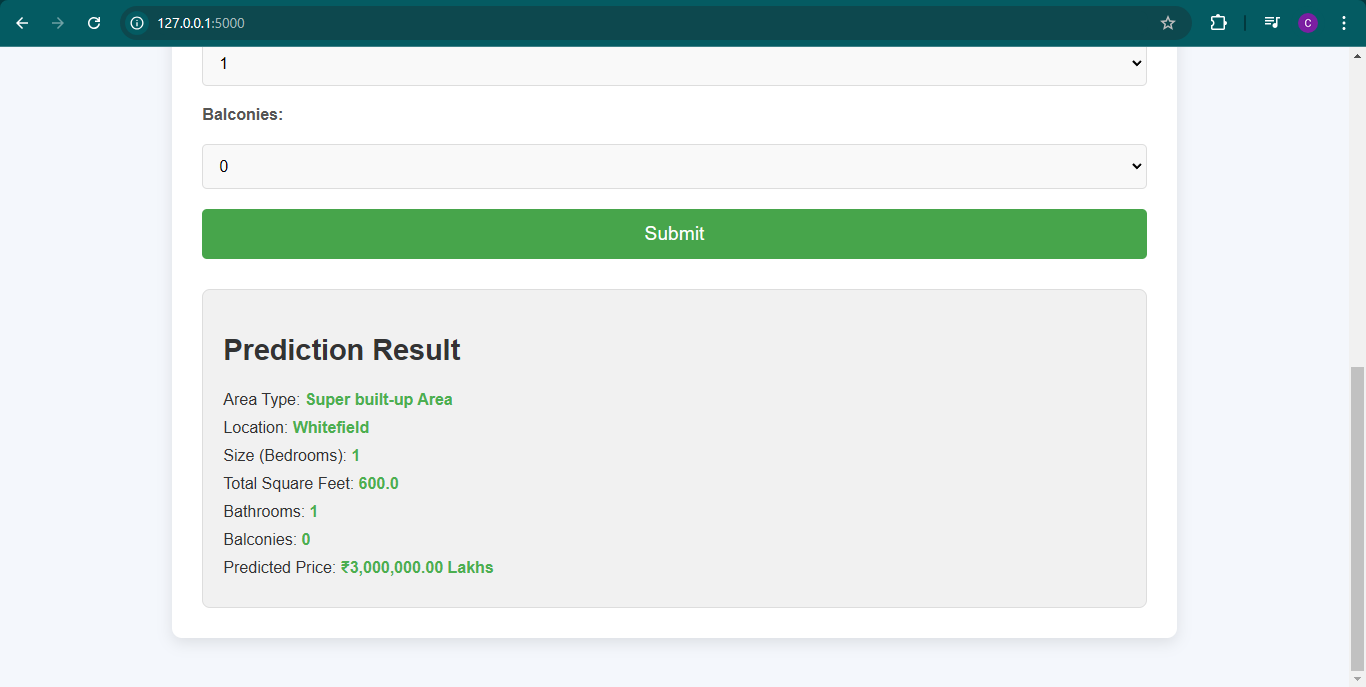 127.0.0.1:5000
C
1
Balconies:
0
Submit
Prediction Result
Area Type: Super built-up Area
Location: Whitefield
Size (Bedrooms): 1
Total Square Feet: 600.0
Bathrooms: 1
Balconies: 0
Predicted Price: ₹3,000,000.00 Lakhs